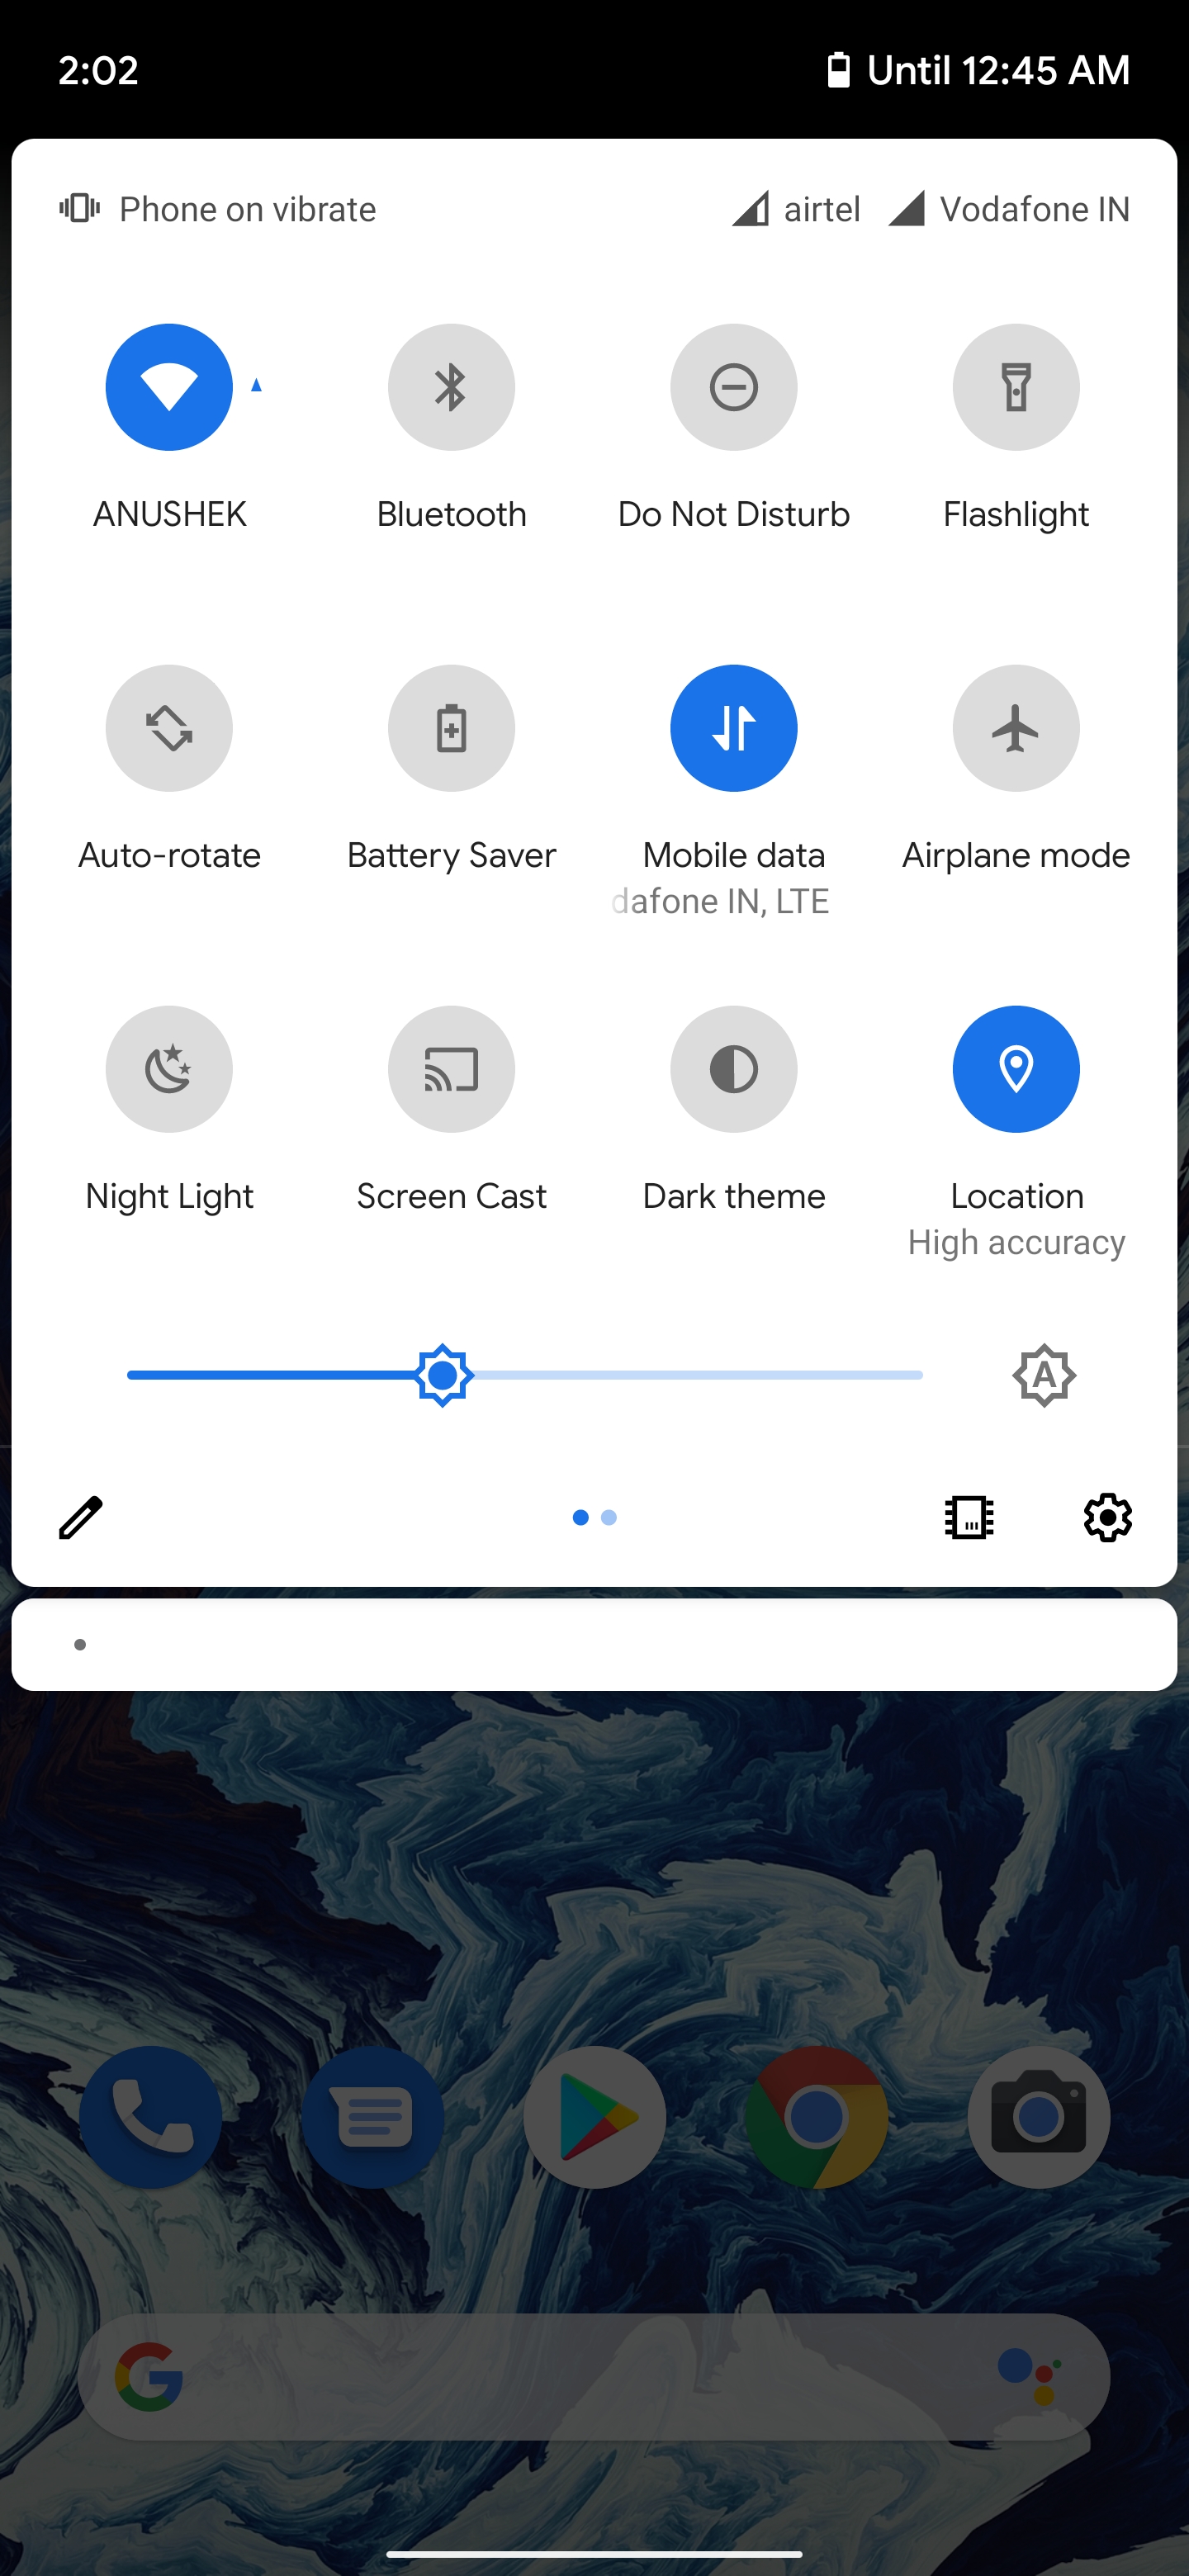 2:02 Until 12:45 AM
Phone on vibrate airtel Vodafone IN
ANUSHEK Bluetooth Do Not Disturb Flashlight
Auto-rotate Battery Saver Mobile data Airplane mode
dafone IN, LTE
Night Light Screen Cast Dark theme Location
High accuracy
A
G